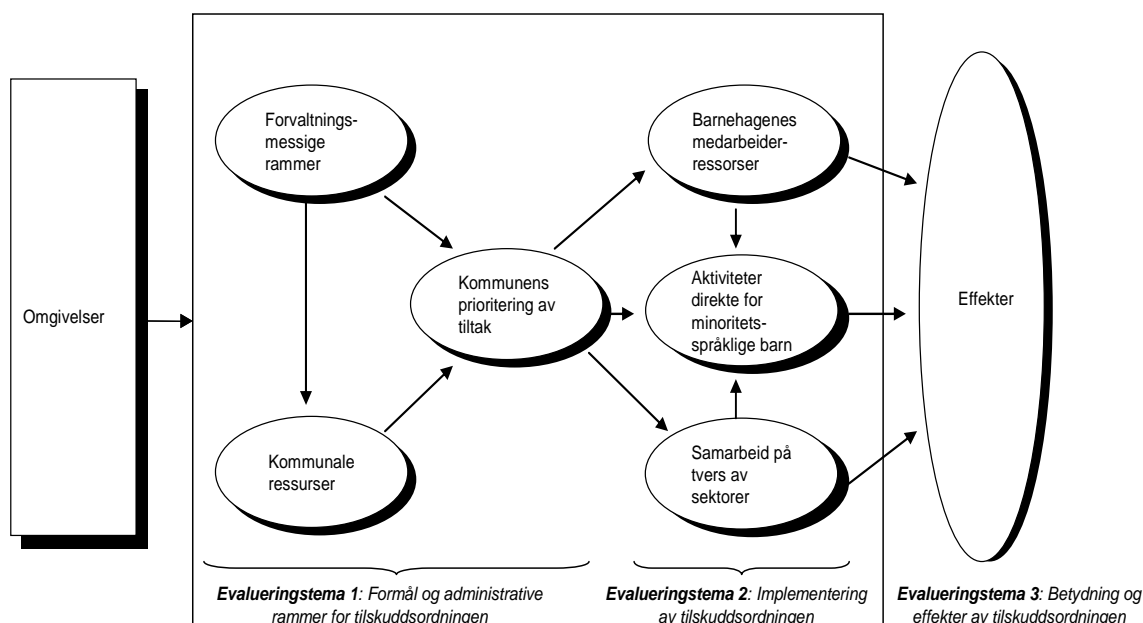 Omgivelser
Forvaltnings-
messige
rammer
Kommunale
ressurser
Kommunens
prioritering av
tiltak
Barnehagenes
medarbeider-
ressorser
Aktiviteter
direkte for
minoritets-
språklige barn
Samarbeid på
tvers av
sektorer
Effekter
Evalueringstema 1: Formål og administrative
rammer for tilskuddsordningen
Evalueringstema 2: Implementering
av tilskuddsordningen
Evalueringstema 3: Betydning og
effekter av tilskuddsordningen